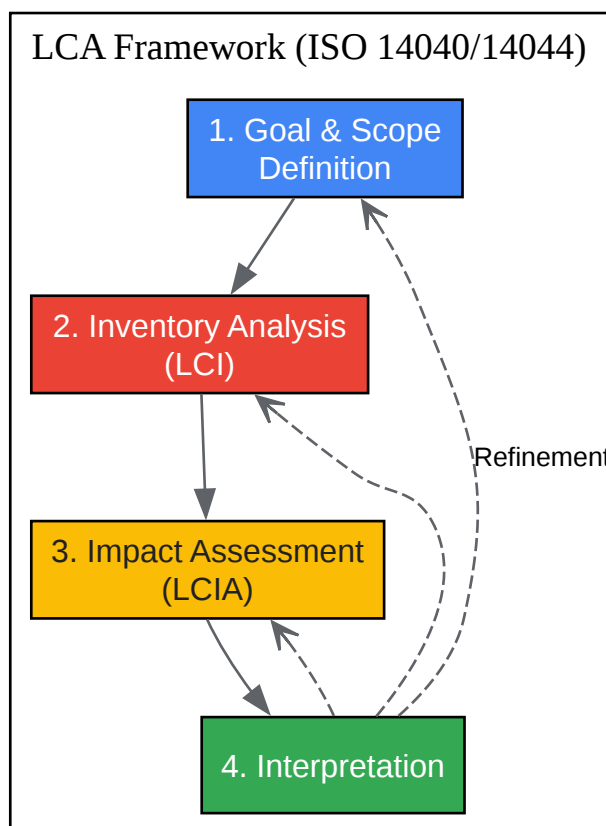 LCA Framework (ISO 14040/14044)
1. Goal & Scope
Definition
2. Inventory Analysis
(LCI)
Refinement
3. Impact Assessment
(LCIA)
4. Interpretation